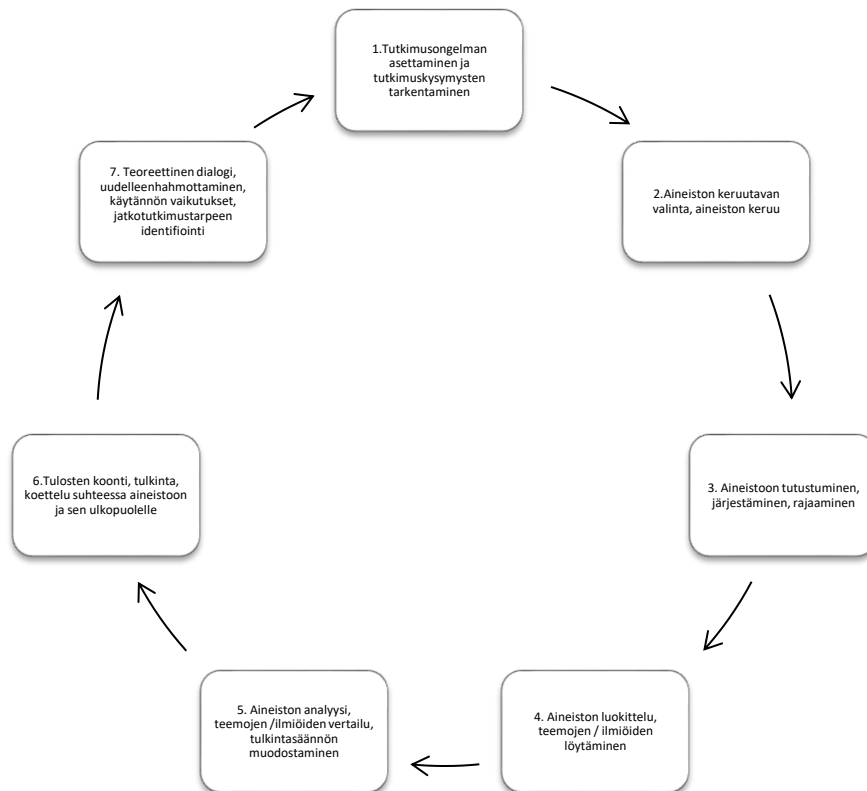 1.Tutkimusongelman
asettaminen ja
tutkimuskysymysten
tarkentaminen
2.Aineiston keruutavan
valinta, aineiston keruu
3. Aineistoon tutustuminen,
järjestäminen, rajaaminen
4. Aineiston luokittelu,
teemojen / ilmiöiden
löytäminen
5. Aineiston analyysi,
teemojen /ilmiöiden vertailu,
tulkintasäännön
muodostaminen
6.Tulosten koonti, tulkinta,
koettelu suhteessa aineistoon
ja sen ulkopuolelle
7. Teoreettinen dialogi,
uudelleenhahmottaminen,
käytännön vaikutukset,
jatkotutkimustarpeen
identifiointi